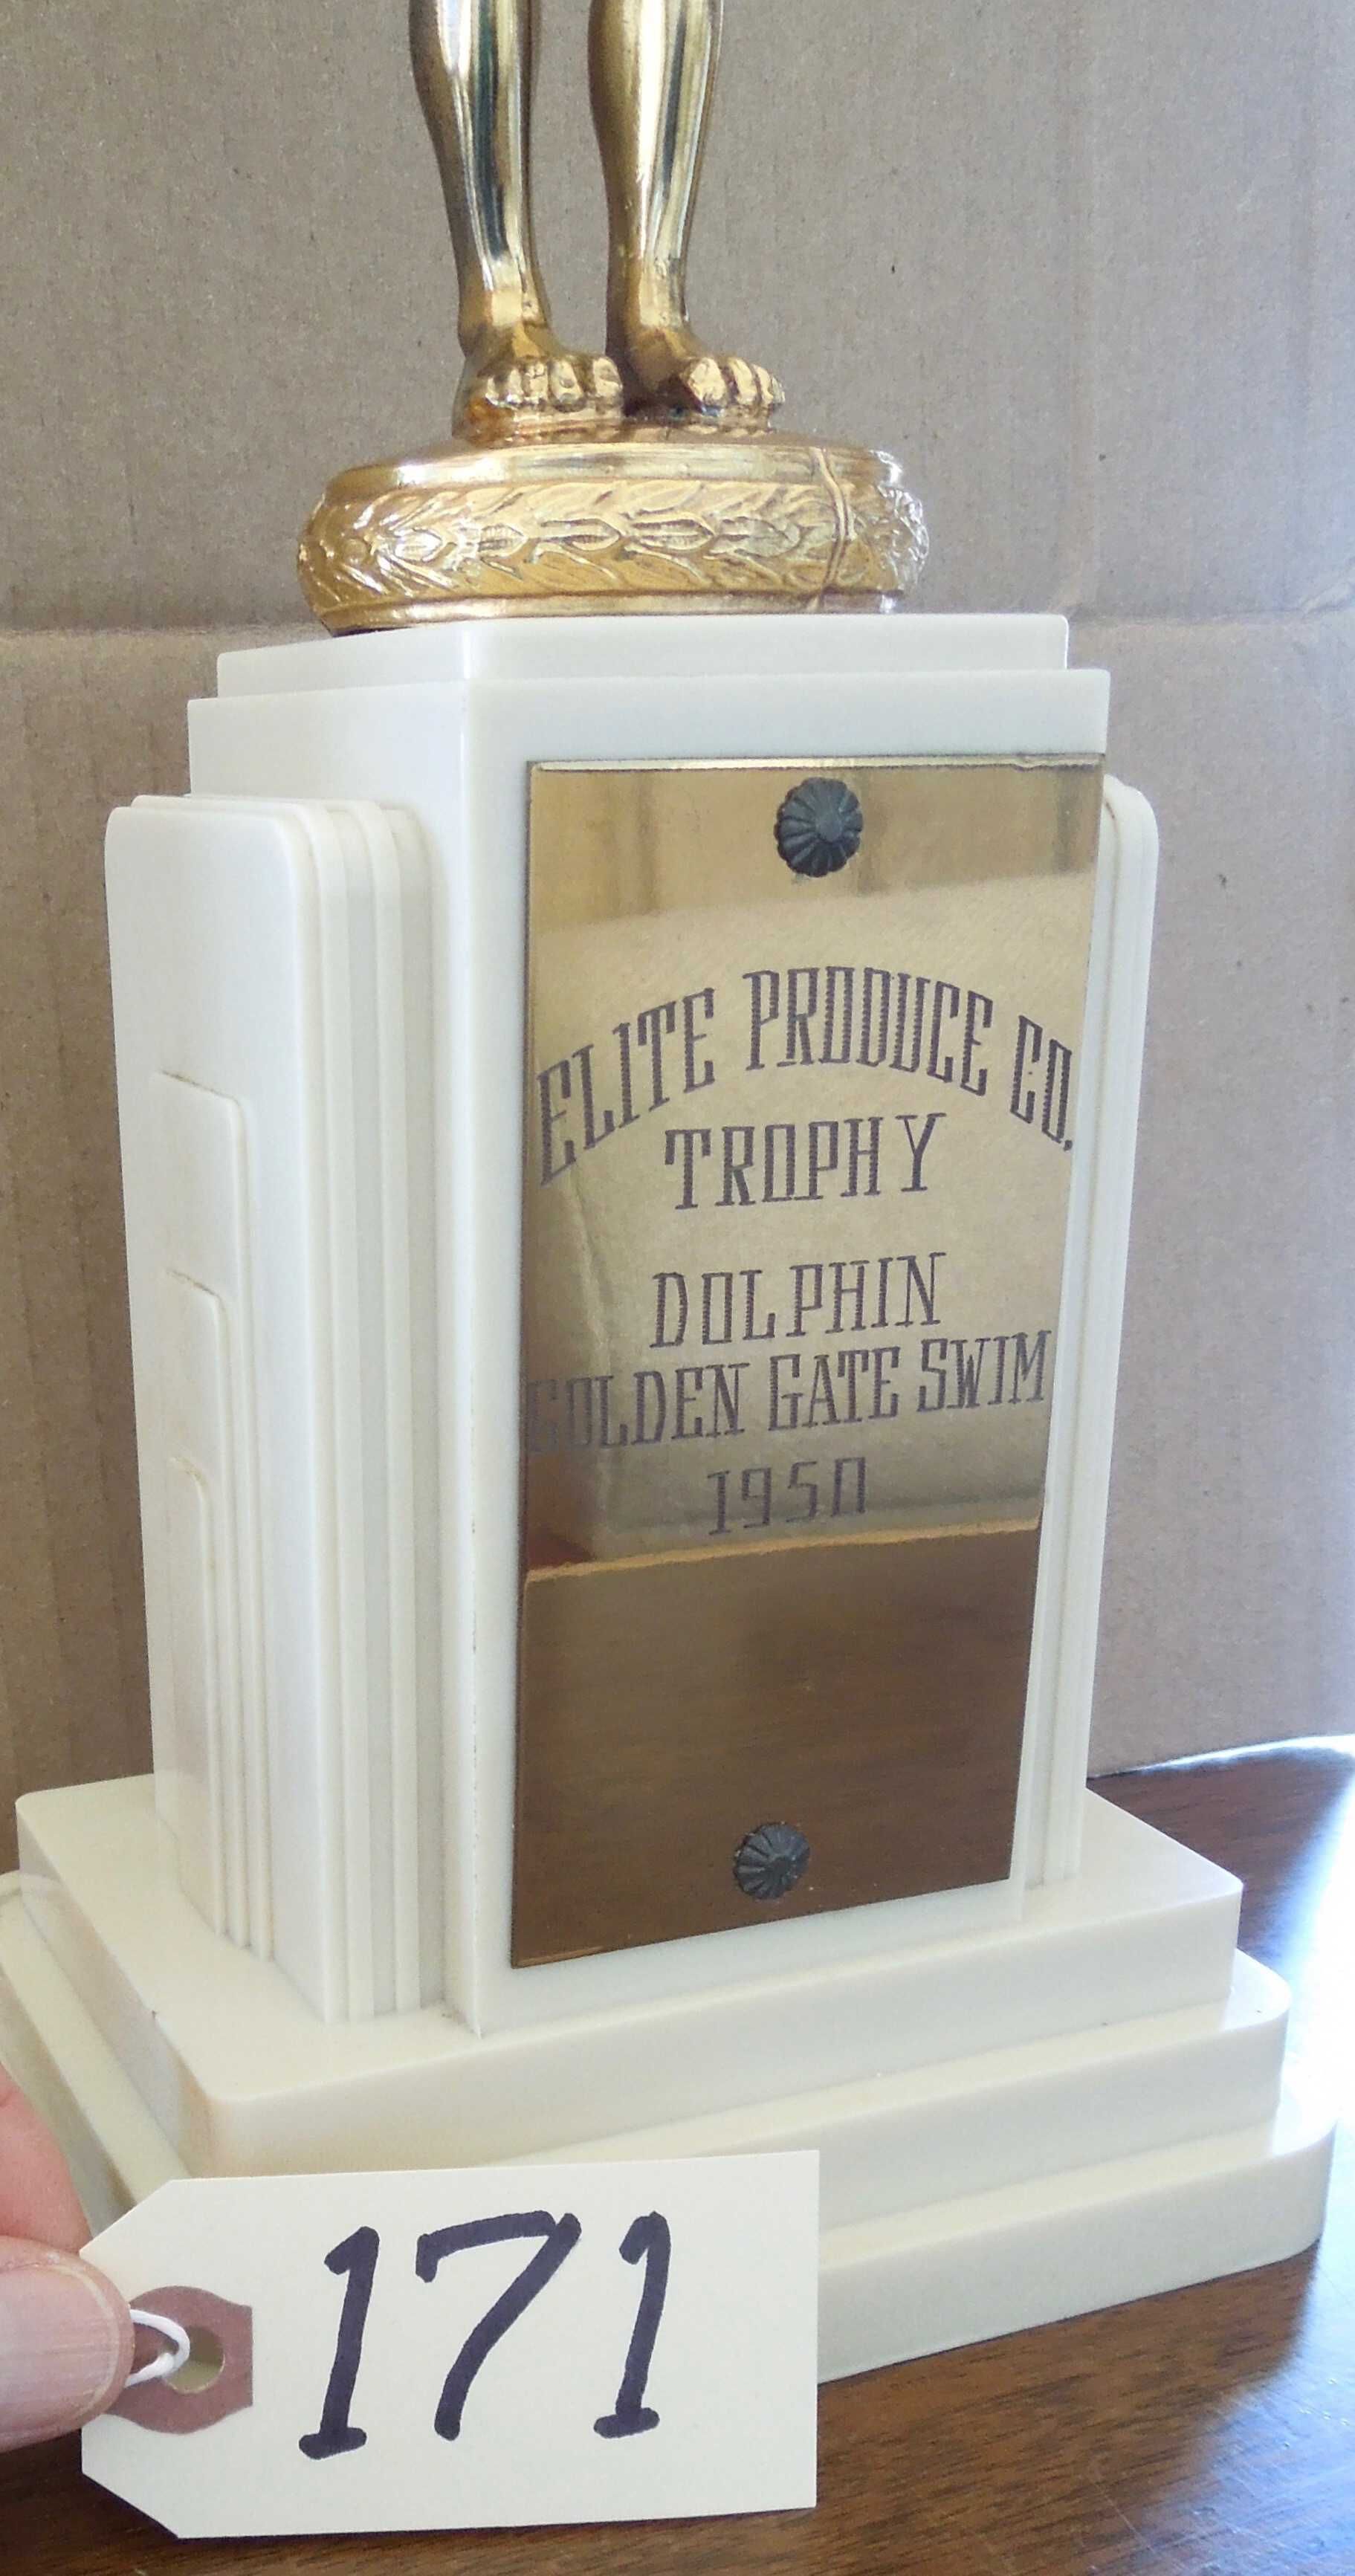 ELITE PRODUCE CO.
TROPHY
DOLPHIN
GOLDEN GATE SWIM
1950
171